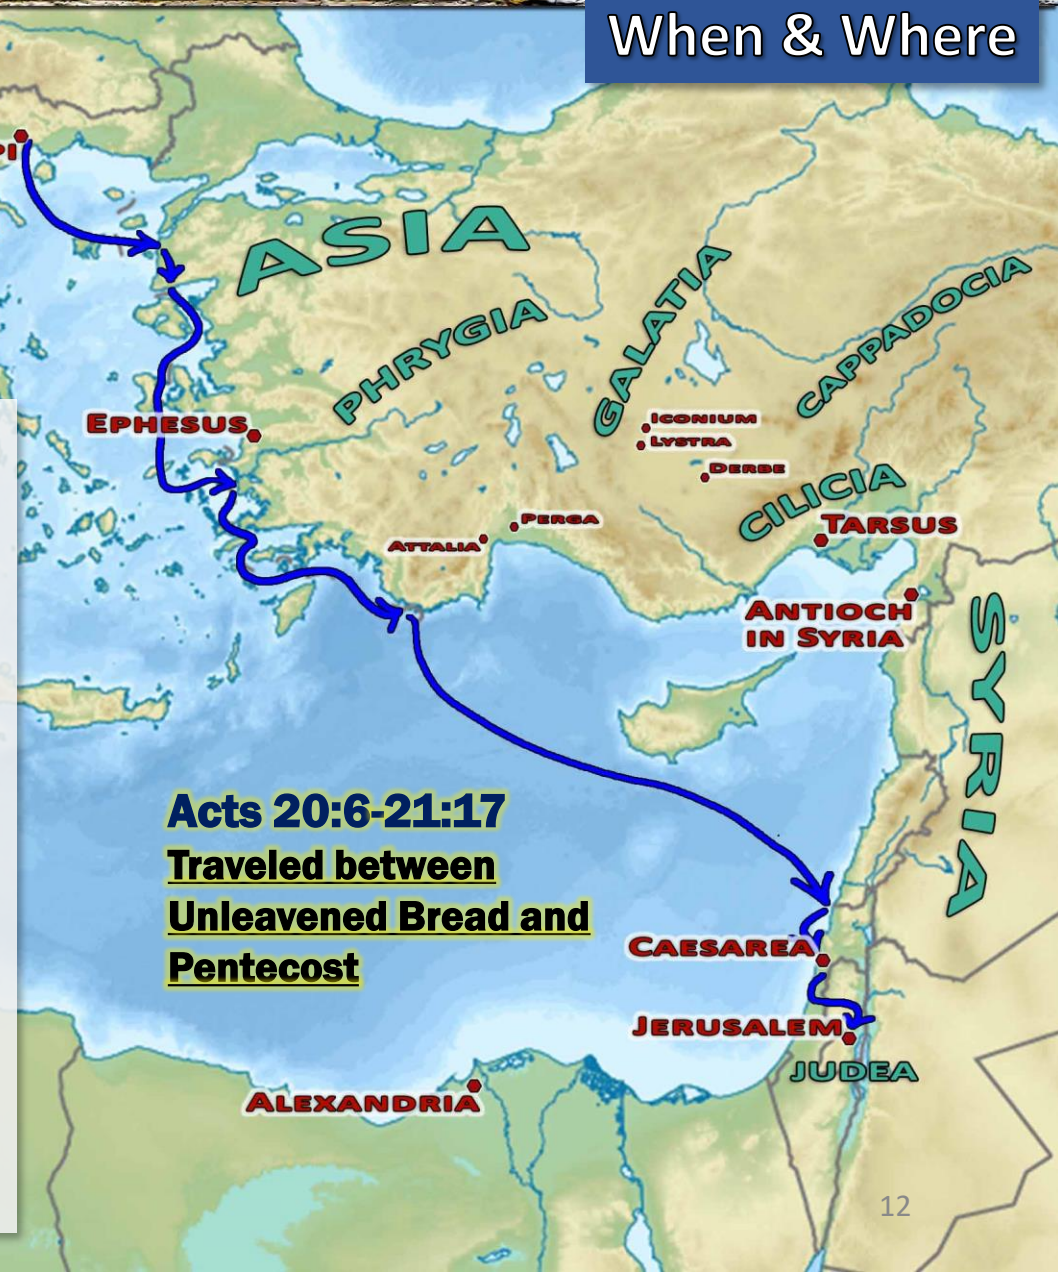 When & Where
PI
ASIA
PHRYGIA
GALATIA
CAPPADOCIA
EPHESUS
ICONIUM
LYSTRA
DERBE
CILICIA
TARSUS
PERGA
ATTALIA
ANTIOCH
IN SYRIA
SYRIA
Acts 20:6-21:17
Traveled between
Unleavened Bread and
Pentecost
CAESAREA
JERUSALEM
JUDEA
ALEXANDRIA
12